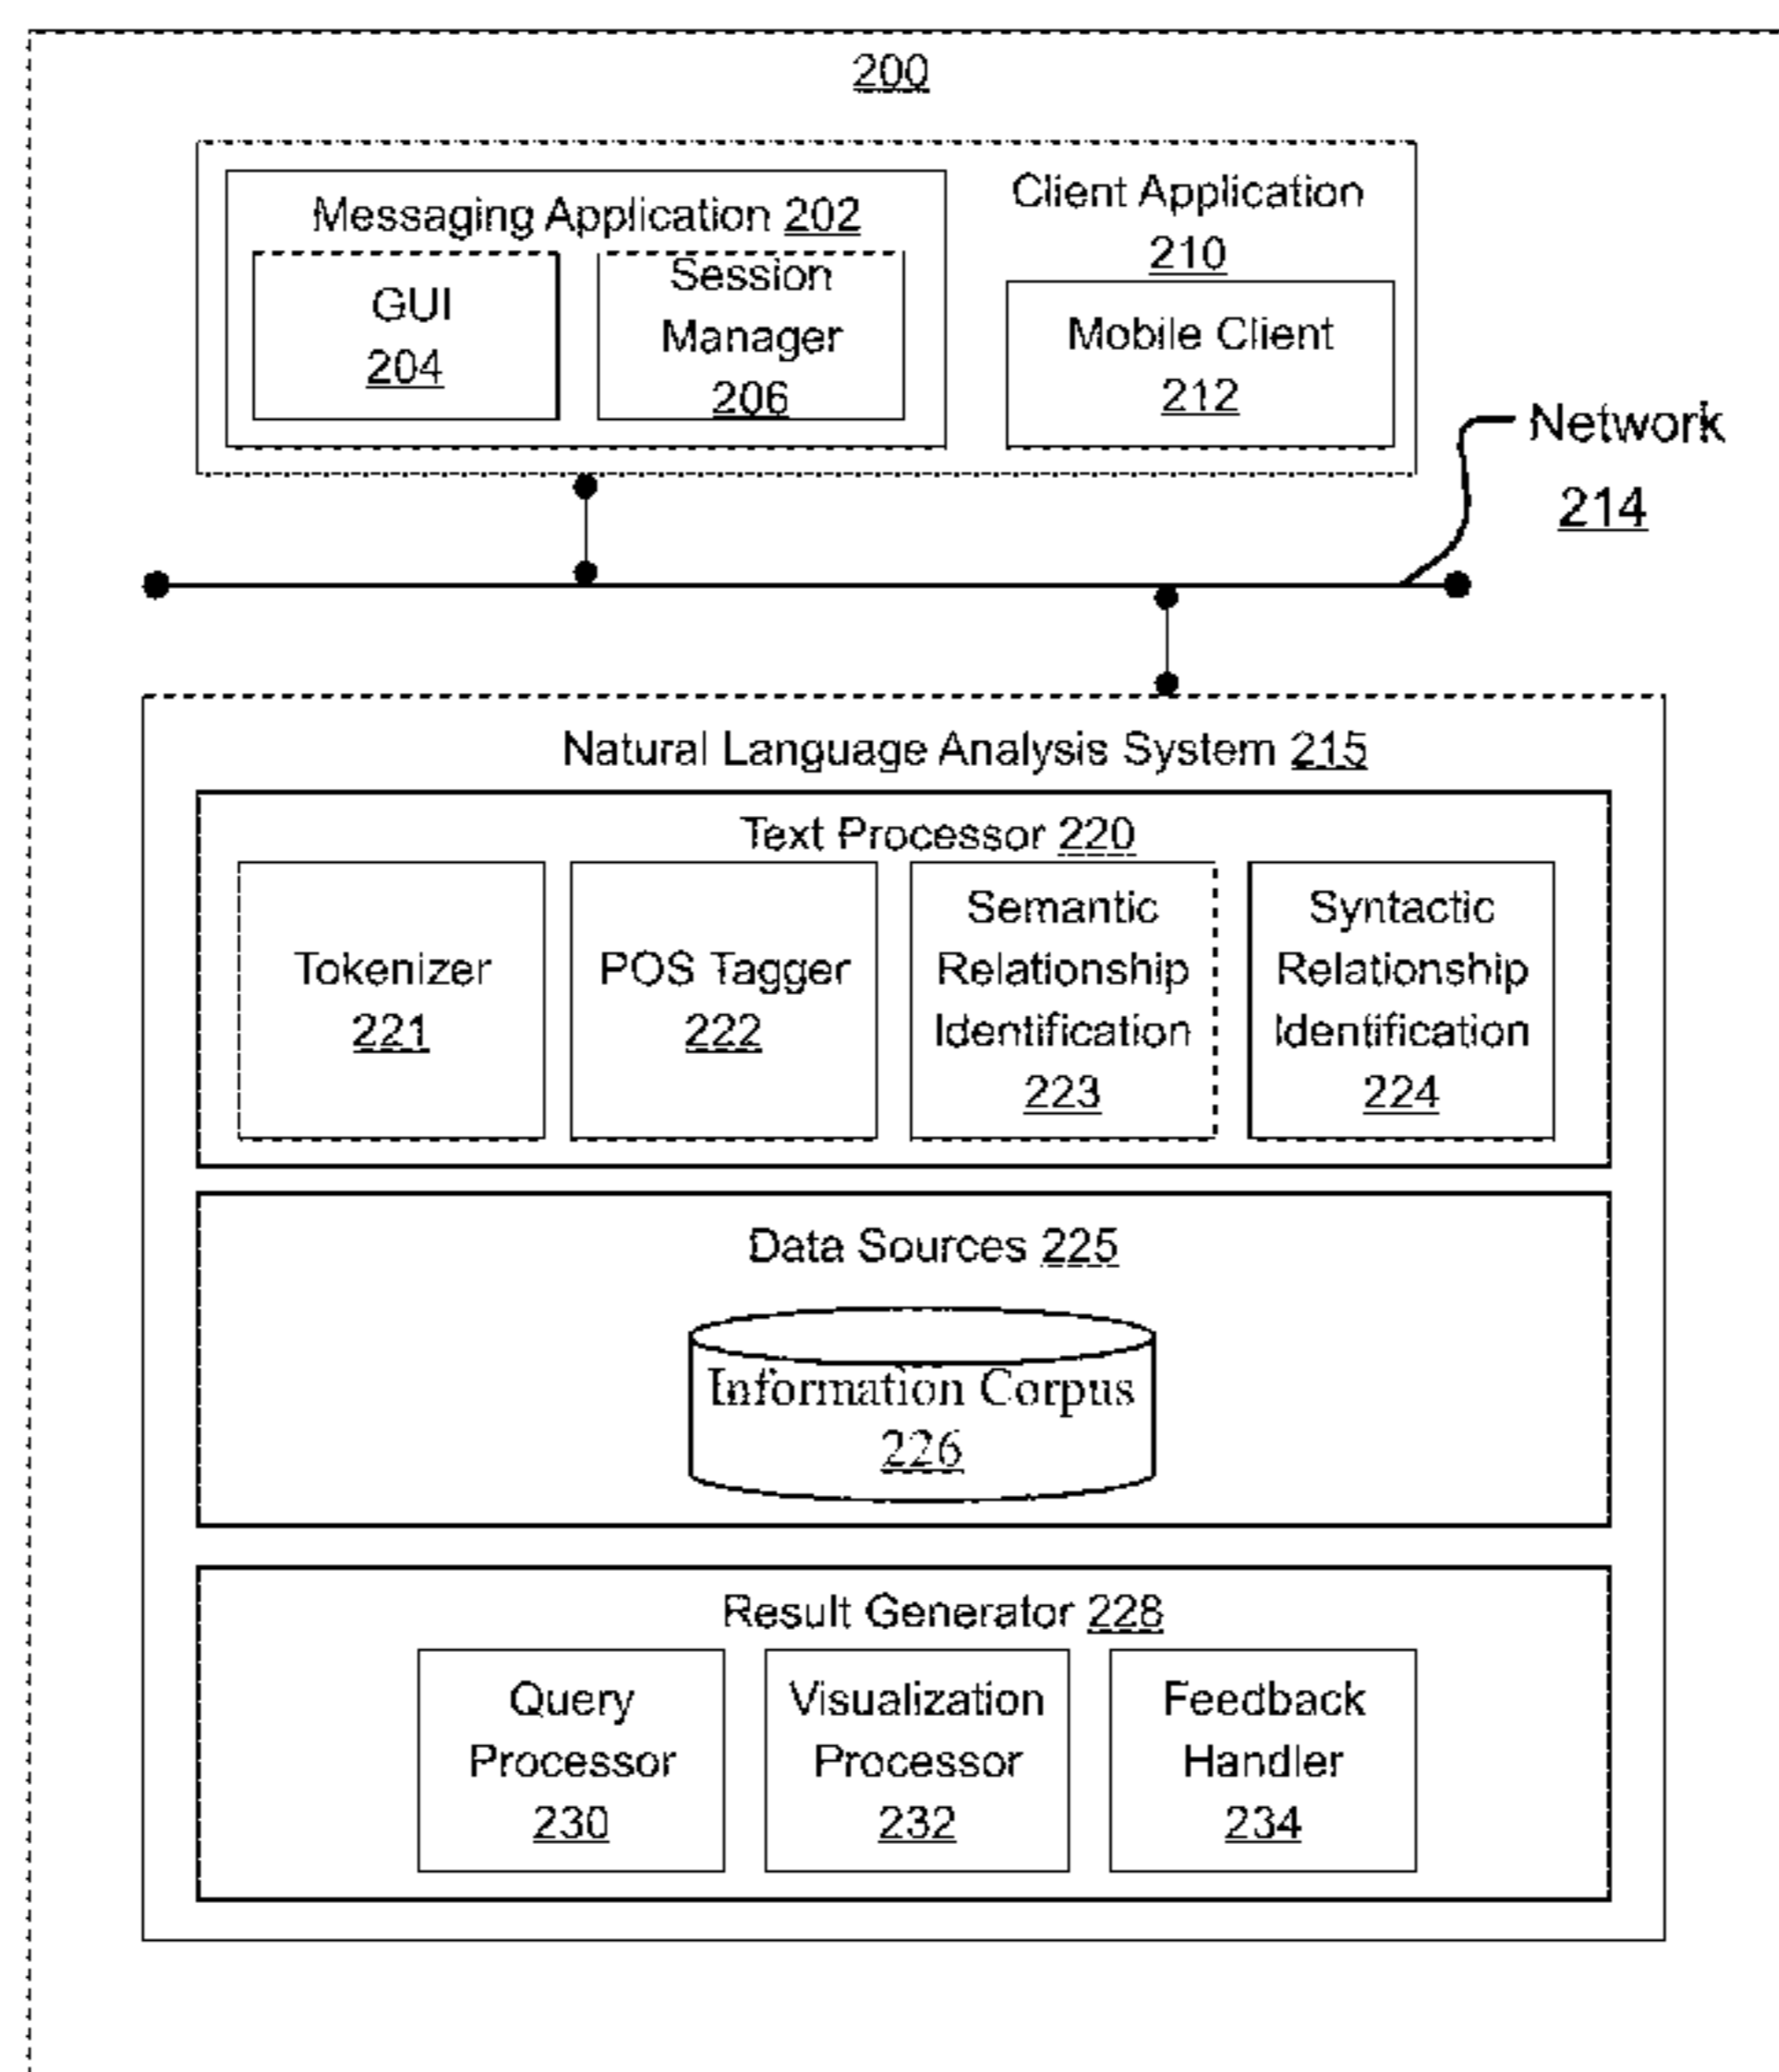 200
Messaging Application 202
GUI
204
Session
Manager
206
Client Application
210
Mobile Client
212
Network
214
Natural Language Analysis System 215
Text Processor 220
Tokenizer
221
POS Tagger
222
Semantic
Relationship
Identification
223
Syntactic
Relationship
Identification
224
Data Sources 225
Information Corpus
226
Result Generator 228
Query
Processor
230
Visualization
Processor
232
Feedback
Handler
234